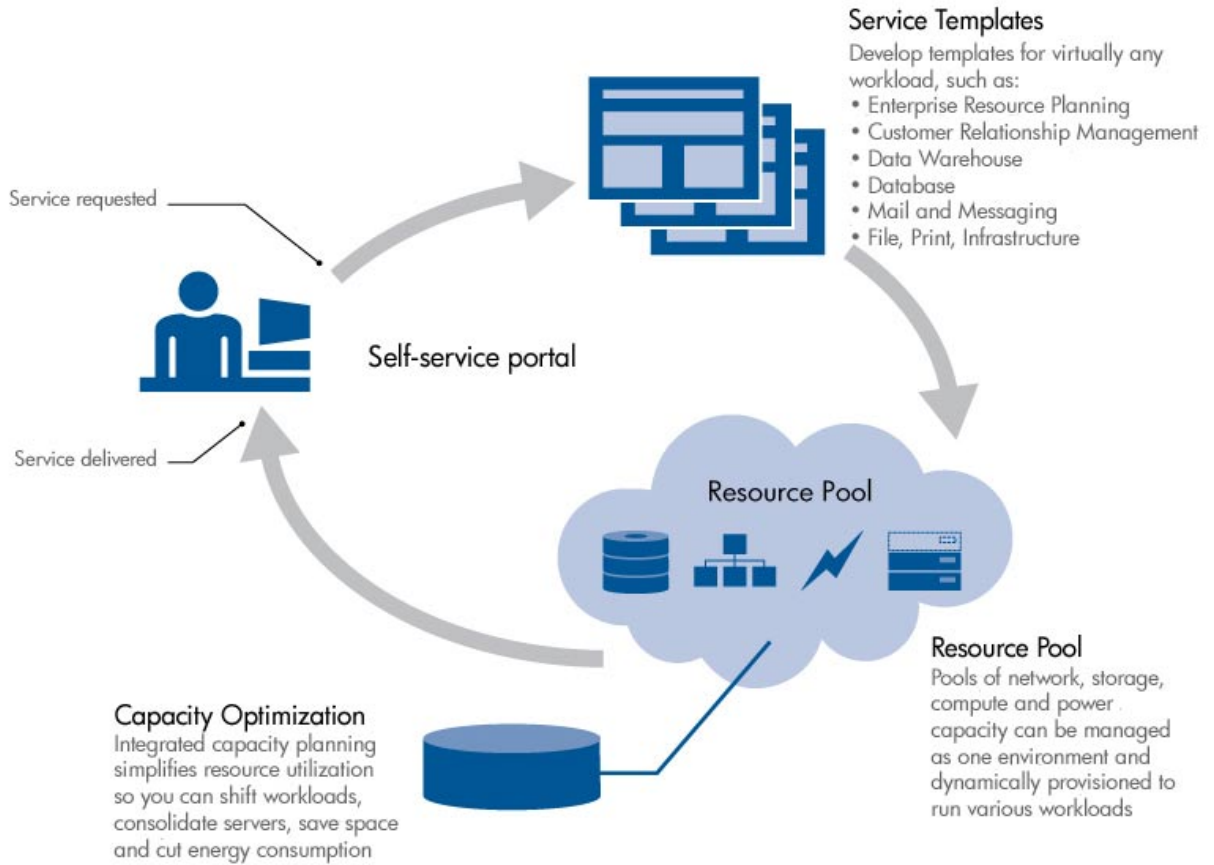 Service Templates
Develop templates for virtually any
workload, such as:
• Enterprise Resource Planning
• Customer Relationship Management
• Data Warehouse
• Database
• Mail and Messaging
• File, Print, Infrastructure
Service requested
Self-service portal
Service delivered
Resource Pool
Resource Pool
Pools of network, storage,
compute and power
capacity can be managed
as one environment and
dynamically provisioned to
run various workloads
Capacity Optimization
Integrated capacity planning
simplifies resource utilization
so you can shift workloads,
consolidate servers, save space
and cut energy consumption